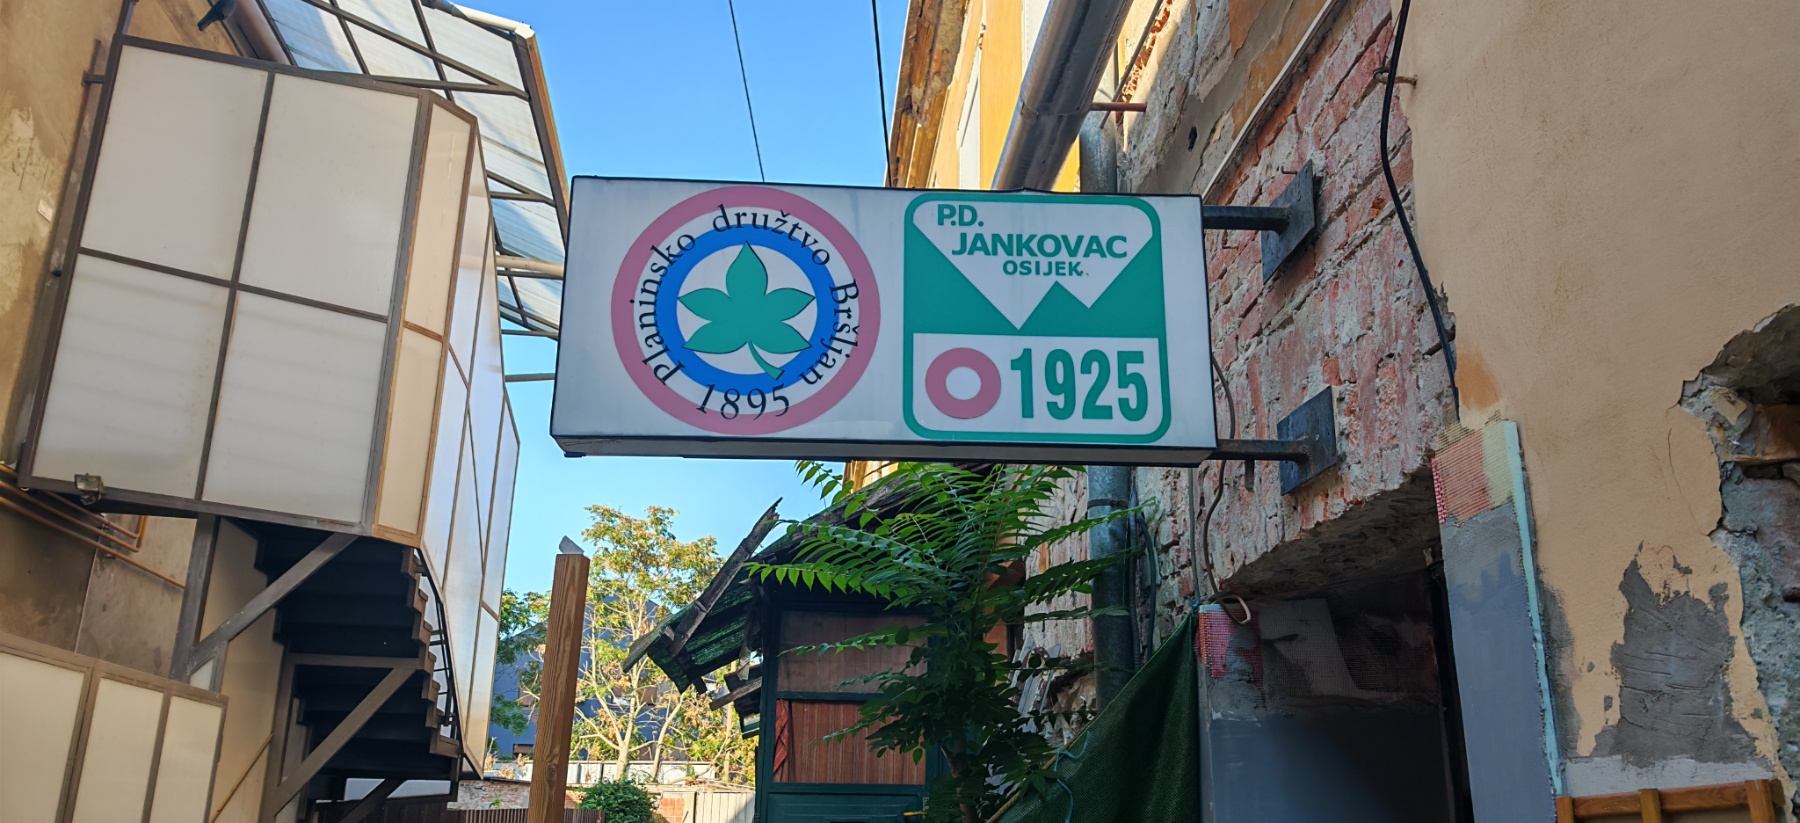 Planinsko družtvo Bršljan
1895
P.D.
JANKOVAC
OSIJEK
1925